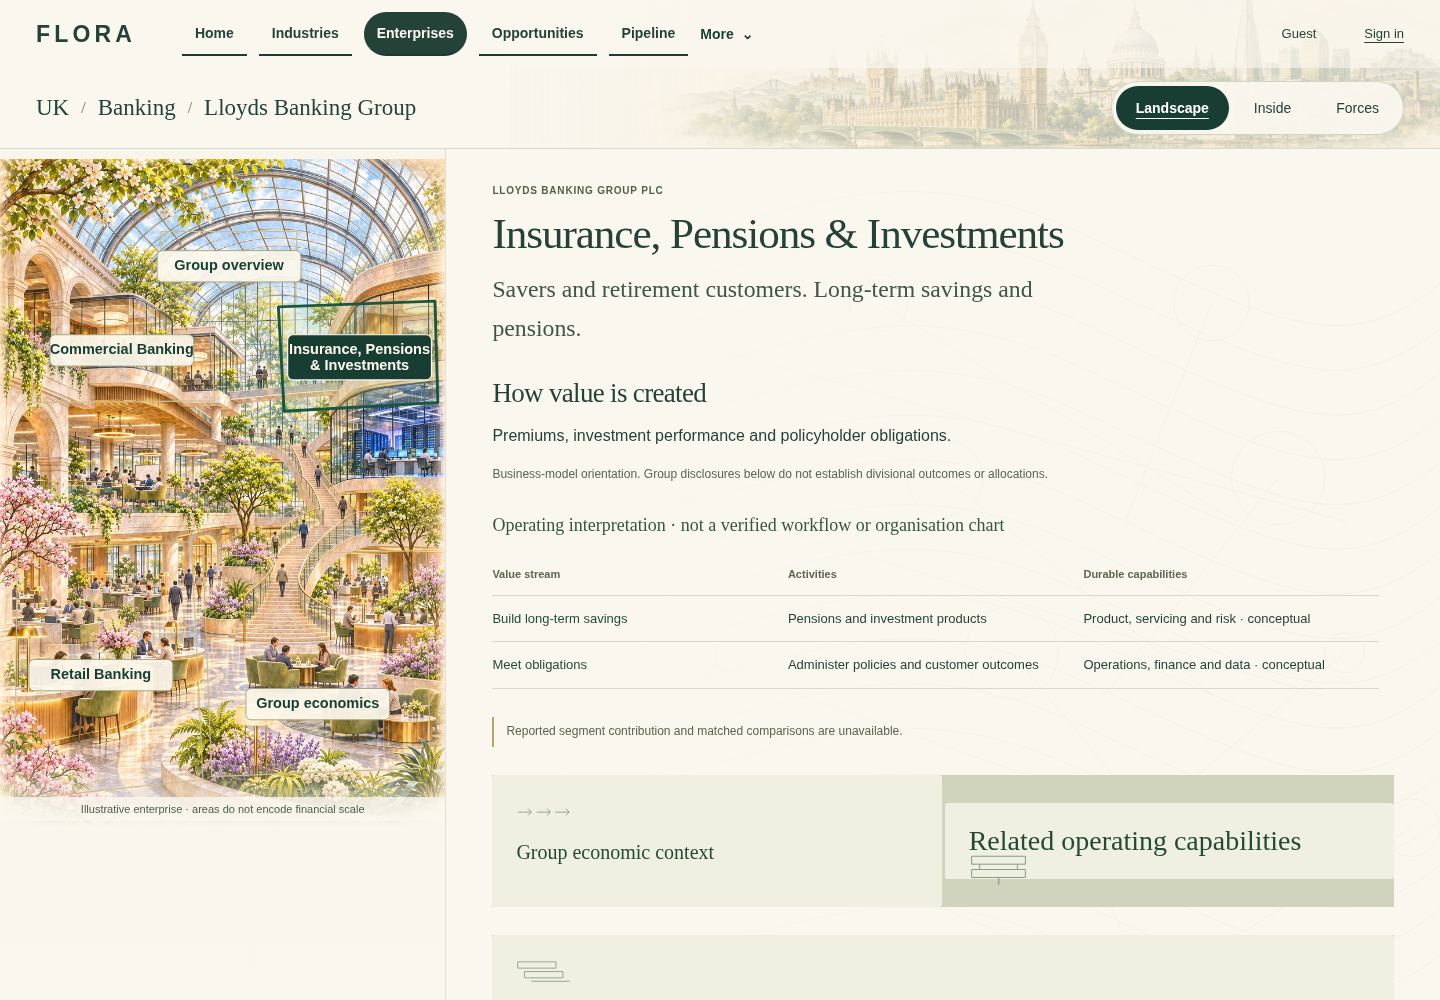 FLORA
Home
Industries
Enterprises
Opportunities
Pipeline
More
Guest
Sign in
UK / Banking / Lloyds Banking Group
Landscape
Inside
Forces
Group overview
Commercial Banking
Insurance, Pensions
& Investments
Retail Banking
Group economics
Illustrative enterprise · areas do not encode financial scale
LLOYDS BANKING GROUP PLC
Insurance, Pensions & Investments
Savers and retirement customers. Long-term savings and
pensions.
How value is created
Premiums, investment performance and policyholder obligations.
Business-model orientation. Group disclosures below do not establish divisional outcomes or allocations.
Operating interpretation · not a verified workflow or organisation chart
Value stream
Activities
Durable capabilities
Build long-term savings
Pensions and investment products
Product, servicing and risk · conceptual
Meet obligations
Administer policies and customer outcomes
Operations, finance and data · conceptual
Reported segment contribution and matched comparisons are unavailable.
Group economic context
Related operating capabilities